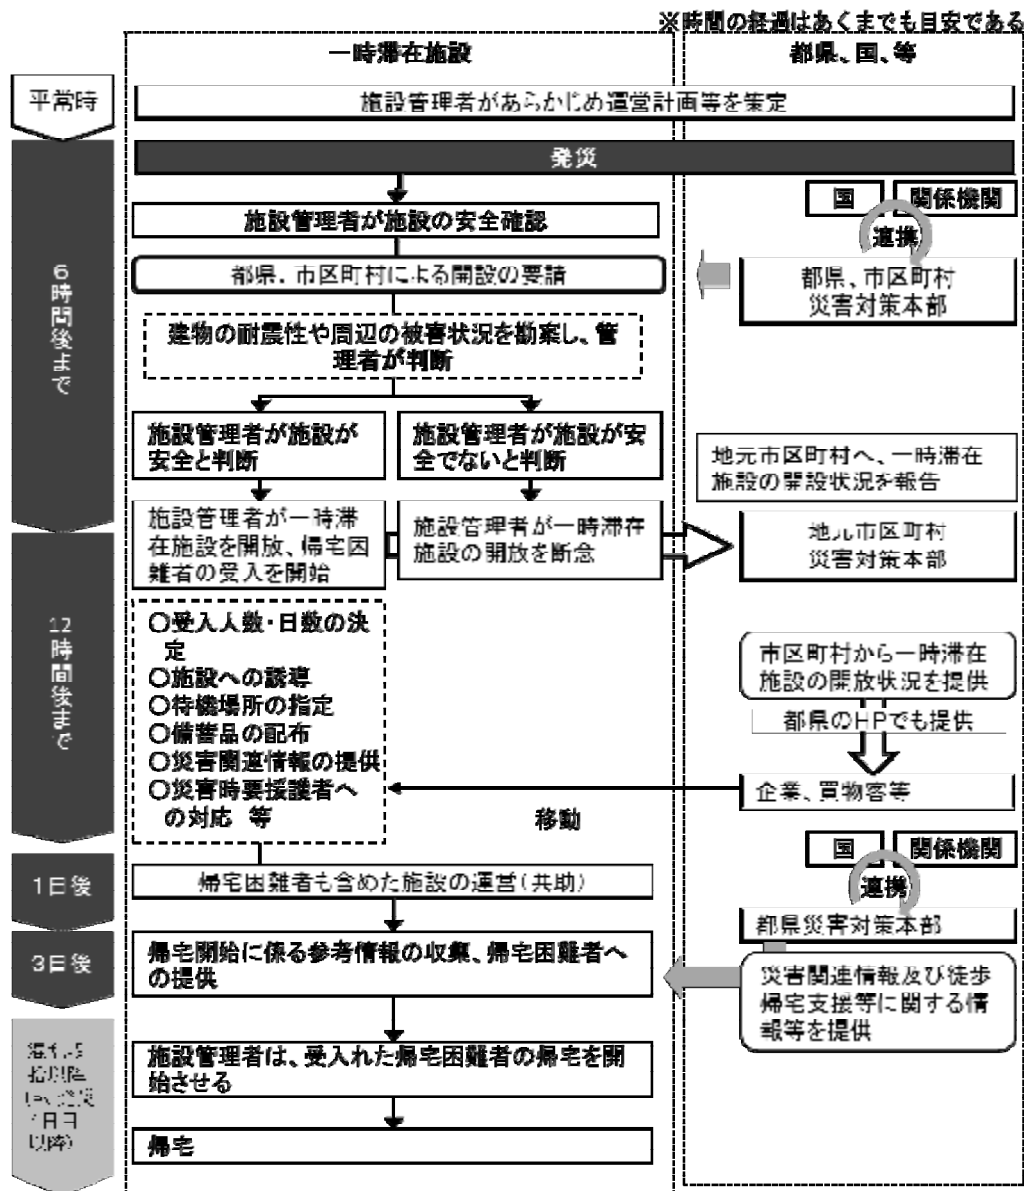 ※時間の経過はあくまでも目安である
一時滞在施設
都県、国、等
平常時
施設管理者があらかじめ運営計画等を策定
発災
6時間後まで
施設管理者が施設の安全確認
国
関係機関
連携
都県、市区町村による開設の要請
都県、市区町村
災害対策本部
建物の耐震性や周辺の被害状況を勘案し、管
理者が判断
施設管理者が施設が
安全と判断
施設管理者が施設が安
全でないと判断
地元市区町村へ、一時滞在
施設の開設状況を報告
施設管理者が一時滞
在施設を開放、帰宅困
難者の受入を開始
施設管理者が一時滞在
施設の開放を断念
地元市区町村
災害対策本部
12時間後まで
〇受入人数・日数の決
定
〇施設への誘導
〇待機場所の指定
〇備蓄品の配布
〇災害関連情報の提供
〇災害時要援護者へ
の対応 等
市区町村から一時滞在
施設の開放状況を提供
都県のHPでも提供
企業、買物客等
移動
国
関係機関
連携
1日後
帰宅困難者も含めた施設の運営(共助)
都県災害対策本部
3日後
帰宅開始に係る参考情報の収集、帰宅困難者へ
の提供
災害関連情報及び徒歩
帰宅支援等に関する情
報等を提供
施設管理者は、受入れた帰宅困難者の帰宅を開
始させる
以降)
帰宅